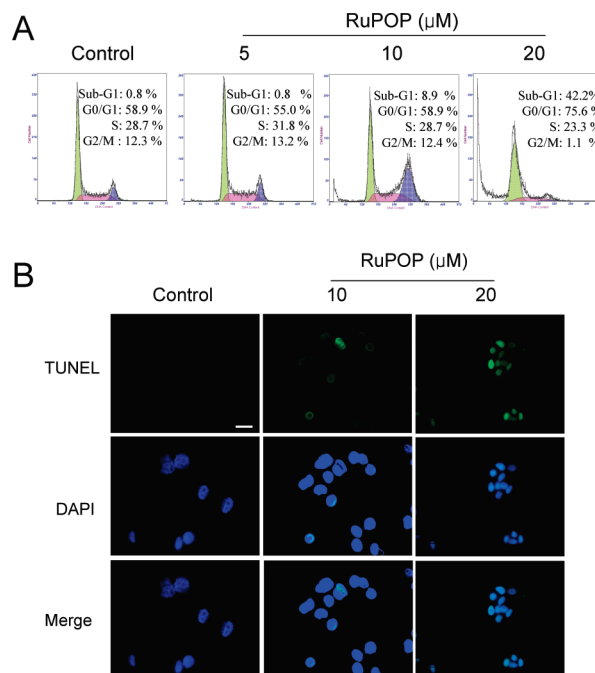 A
RuPOP (µM)
Control
5
10
20
Sub-G1: 0.8 %
G0/G1: 58.9 %
S: 28.7 %
G2/M: 12.3 %
Sub-G1: 0.8 %
G0/G1: 55.0 %
S: 31.8 %
G2/M: 13.2 %
Sub-G1: 8.9 %
G0/G1: 58.9 %
S: 28.7 %
G2/M: 12.4 %
Sub-G1: 42.2%
G0/G1: 75.6 %
S: 23.3 %
G2/M: 1.1 %
B
RuPOP (µM)
Control
10
20
TUNEL
DAPI
Merge